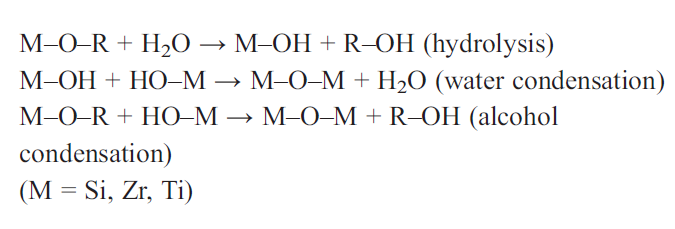 M–O–R + H₂O → M–OH + R–OH (hydrolysis)
M–OH + HO–M → M–O–M + H₂O (water condensation)
M–O–R + HO–M → M–O–M + R–OH (alcohol
condensation)
(M = Si, Zr, Ti)